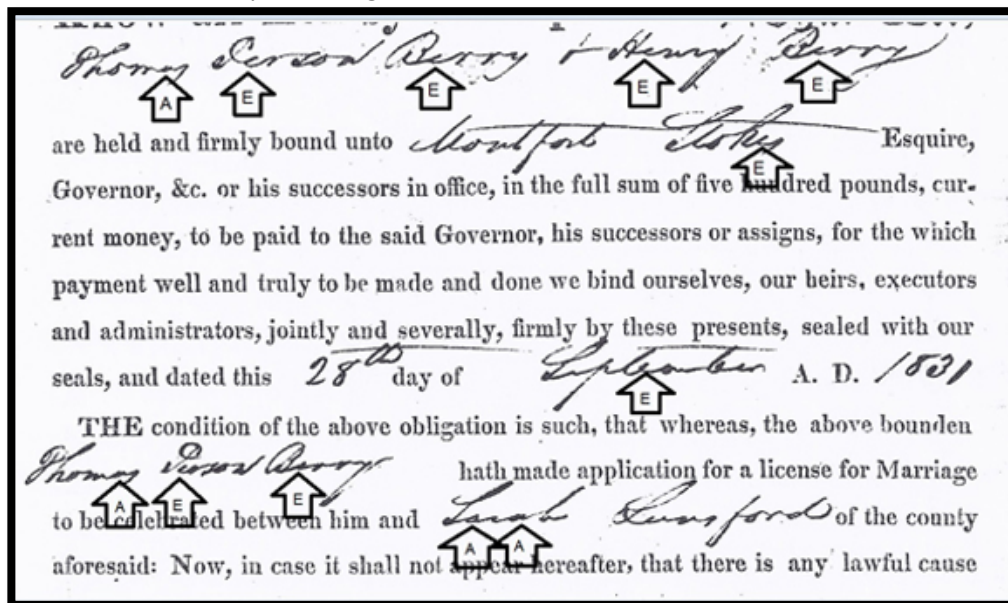 Thomas Person Berry & Henry Berry
A E E E E
are held and firmly bound unto Montfort Stokes Esquire,
E
Governor, &c. or his successors in office, in the full sum of five hundred pounds, cur-
rent money, to be paid to the said Governor, his successors or assigns, for the which
payment well and truly to be made and done we bind ourselves, our heirs, executors
and administrators, jointly and severally, firmly by these presents, sealed with our
seals, and dated this 28th day of September A. D. 1831
E
THE condition of the above obligation is such, that whereas, the above bounden
Thomas Person Berry hath made application for a license for Marriage
A E E
to be celebrated between him and Sarah Lunsford of the county
A A
aforesaid: Now, in case it shall not appear hereafter, that there is any lawful cause